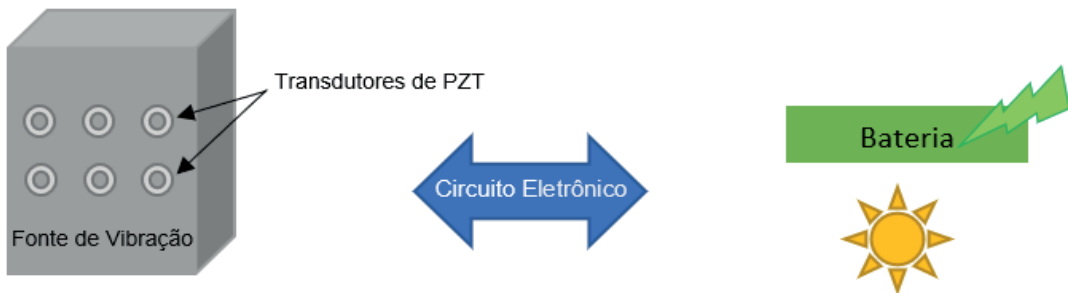 Transdutores de PZT
Fonte de Vibração
Circuito Eletrônico
Bateria